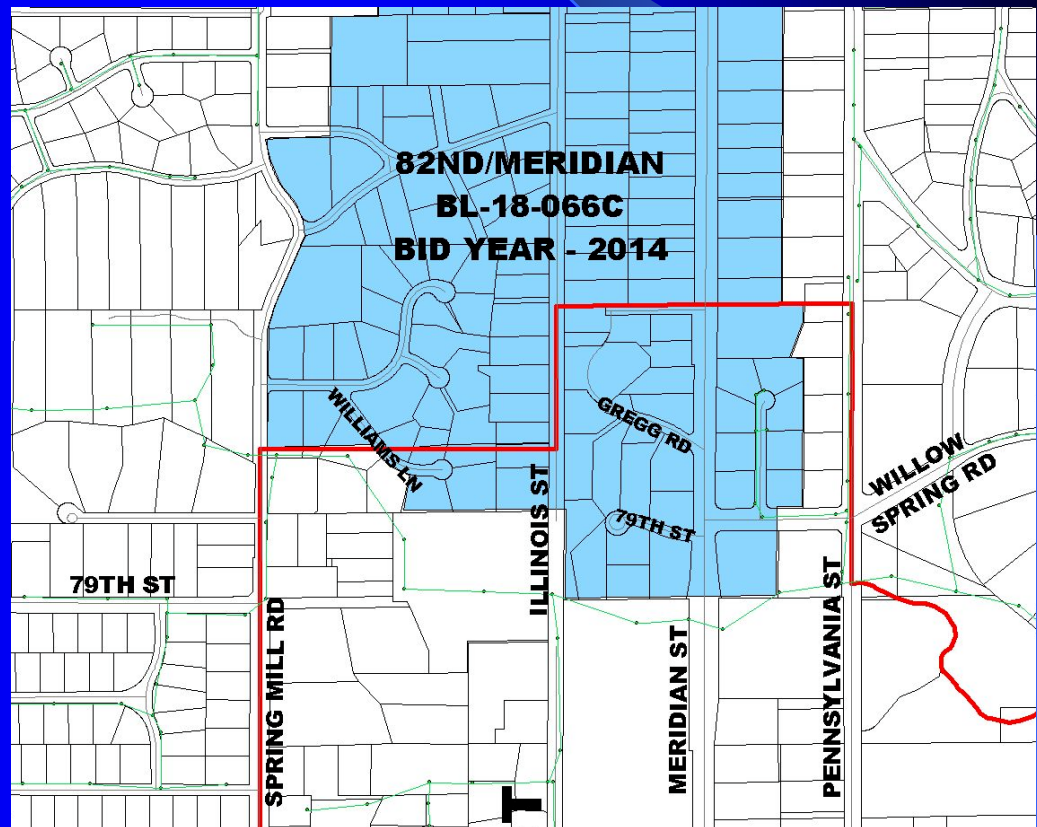 82ND/MERIDIAN
BL-18-066C
BID YEAR - 2014
WILLIAMS LN
GREGG RD
WILLOW
SPRING RD
79TH ST
ILLINOIS ST
79TH ST
SPRING MILL RD
MERIDIAN ST
PENNSYLVANIA ST
T